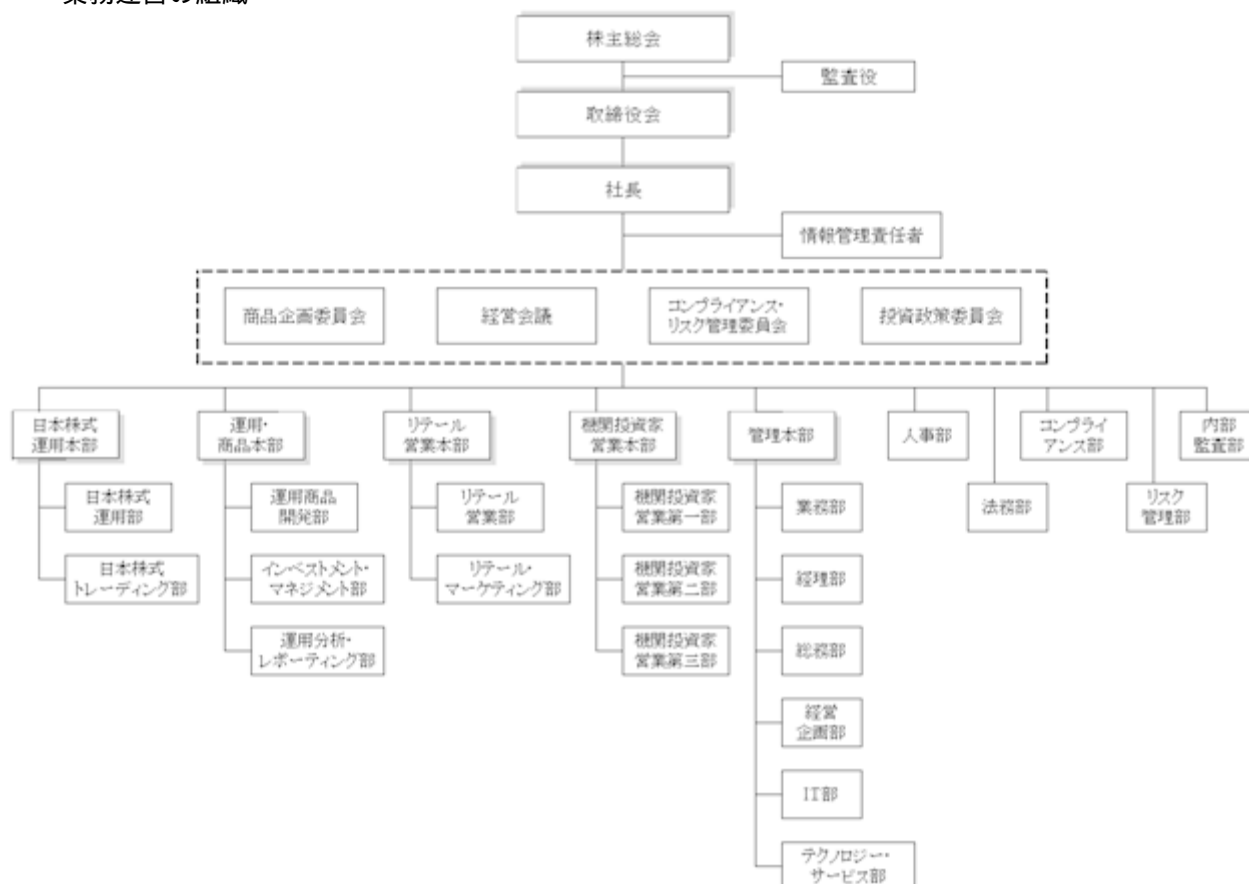 業務運営の組織
株主総会
監査役
取締役会
社長
情報管理責任者
商品企画委員会
経営会議
コンプライアンス・
リスク管理委員会
投資政策委員会
日本株式
運用本部
運用・
商品本部
リテール
営業本部
機関投資家
営業本部
管理本部
人事部
コンプライ
アンス部
内部
監査部
日本株式
運用部
運用商品
開発部
リテール
営業部
機関投資家
営業第一部
業務部
法務部
リスク
管理部
日本株式
トレーディング部
インベストメント・
マネジメント部
リテール・
マーケティング部
機関投資家
営業第二部
経理部
運用分析・
レポーティング部
機関投資家
営業第三部
総務部
経営
企画部
IT部
テクノロジー・
サービス部